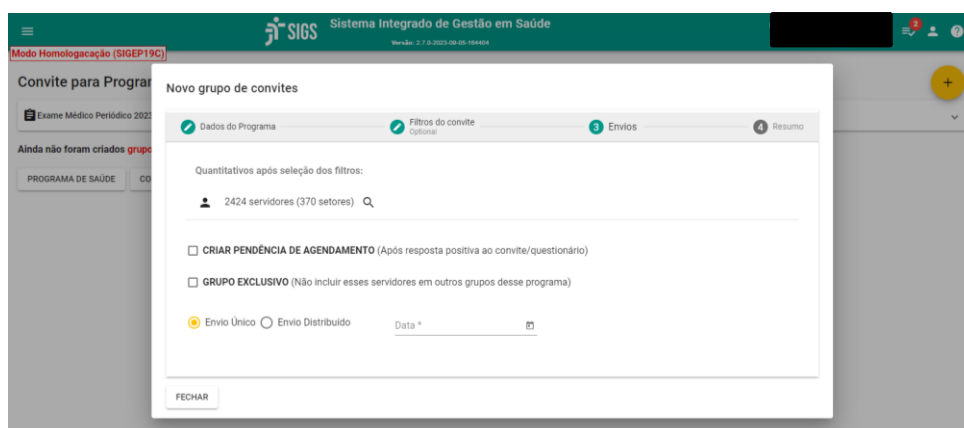 SIGS
Sistema Integrado de Gestão em Saúde
Versão: 2.7.0-2023-08-05-164404
2
Modo Homologacação (SIGEP19C)
Convite para Progra
Novo grupo de convites
Exame Médico Periódico 2023
Dados do Programa
Filtros do convite
Optional
3 Envios
4 Resumo
Ainda não foram criados grupo
PROGRAMA DE SAÚDE
CO
Quantitativos após seleção dos filtros:
2424 servidores (370 setores)
CRIAR PENDÊNCIA DE AGENDAMENTO (Após resposta positiva ao convite/questionário)
GRUPO EXCLUSIVO (Não incluir esses servidores em outros grupos desse programa)
Envio Único Envio Distribuído Data *
FECHAR